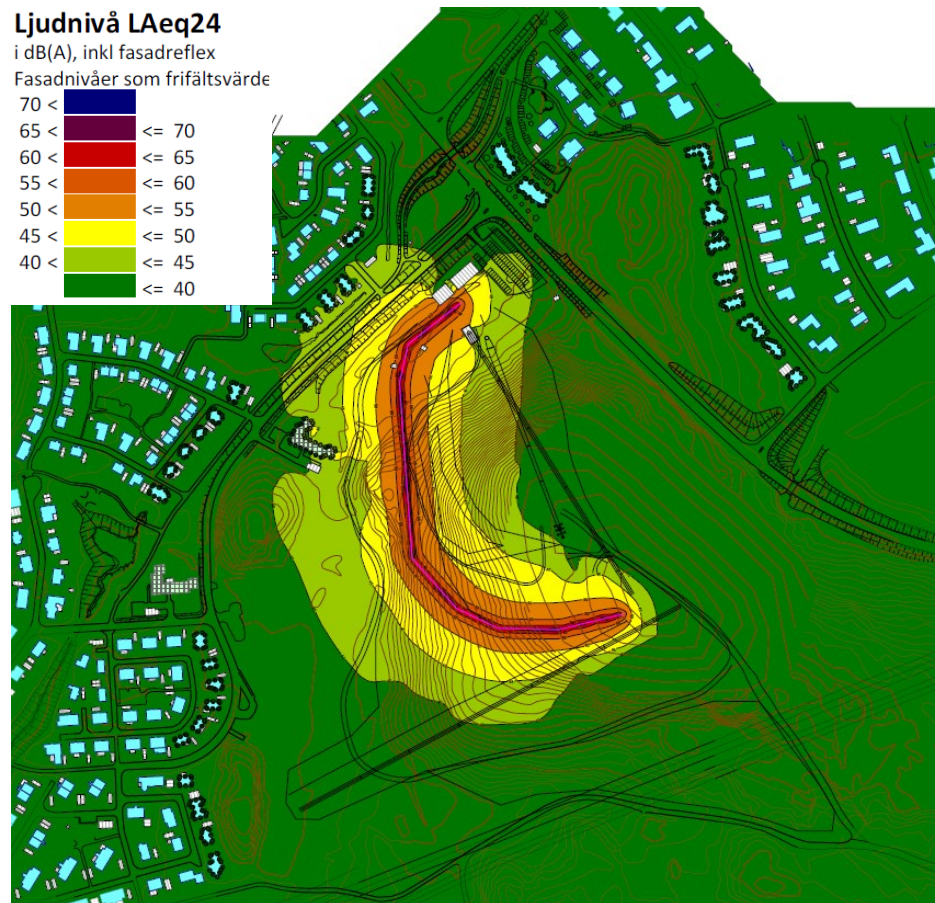 Ljudnivå LAeq24
i dB(A), inkl fasadreflex
Fasadnivåer som frifältsvärde
70 <
65 < <= 70
60 < <= 65
55 < <= 60
50 < <= 55
45 < <= 50
40 < <= 45
<= 40